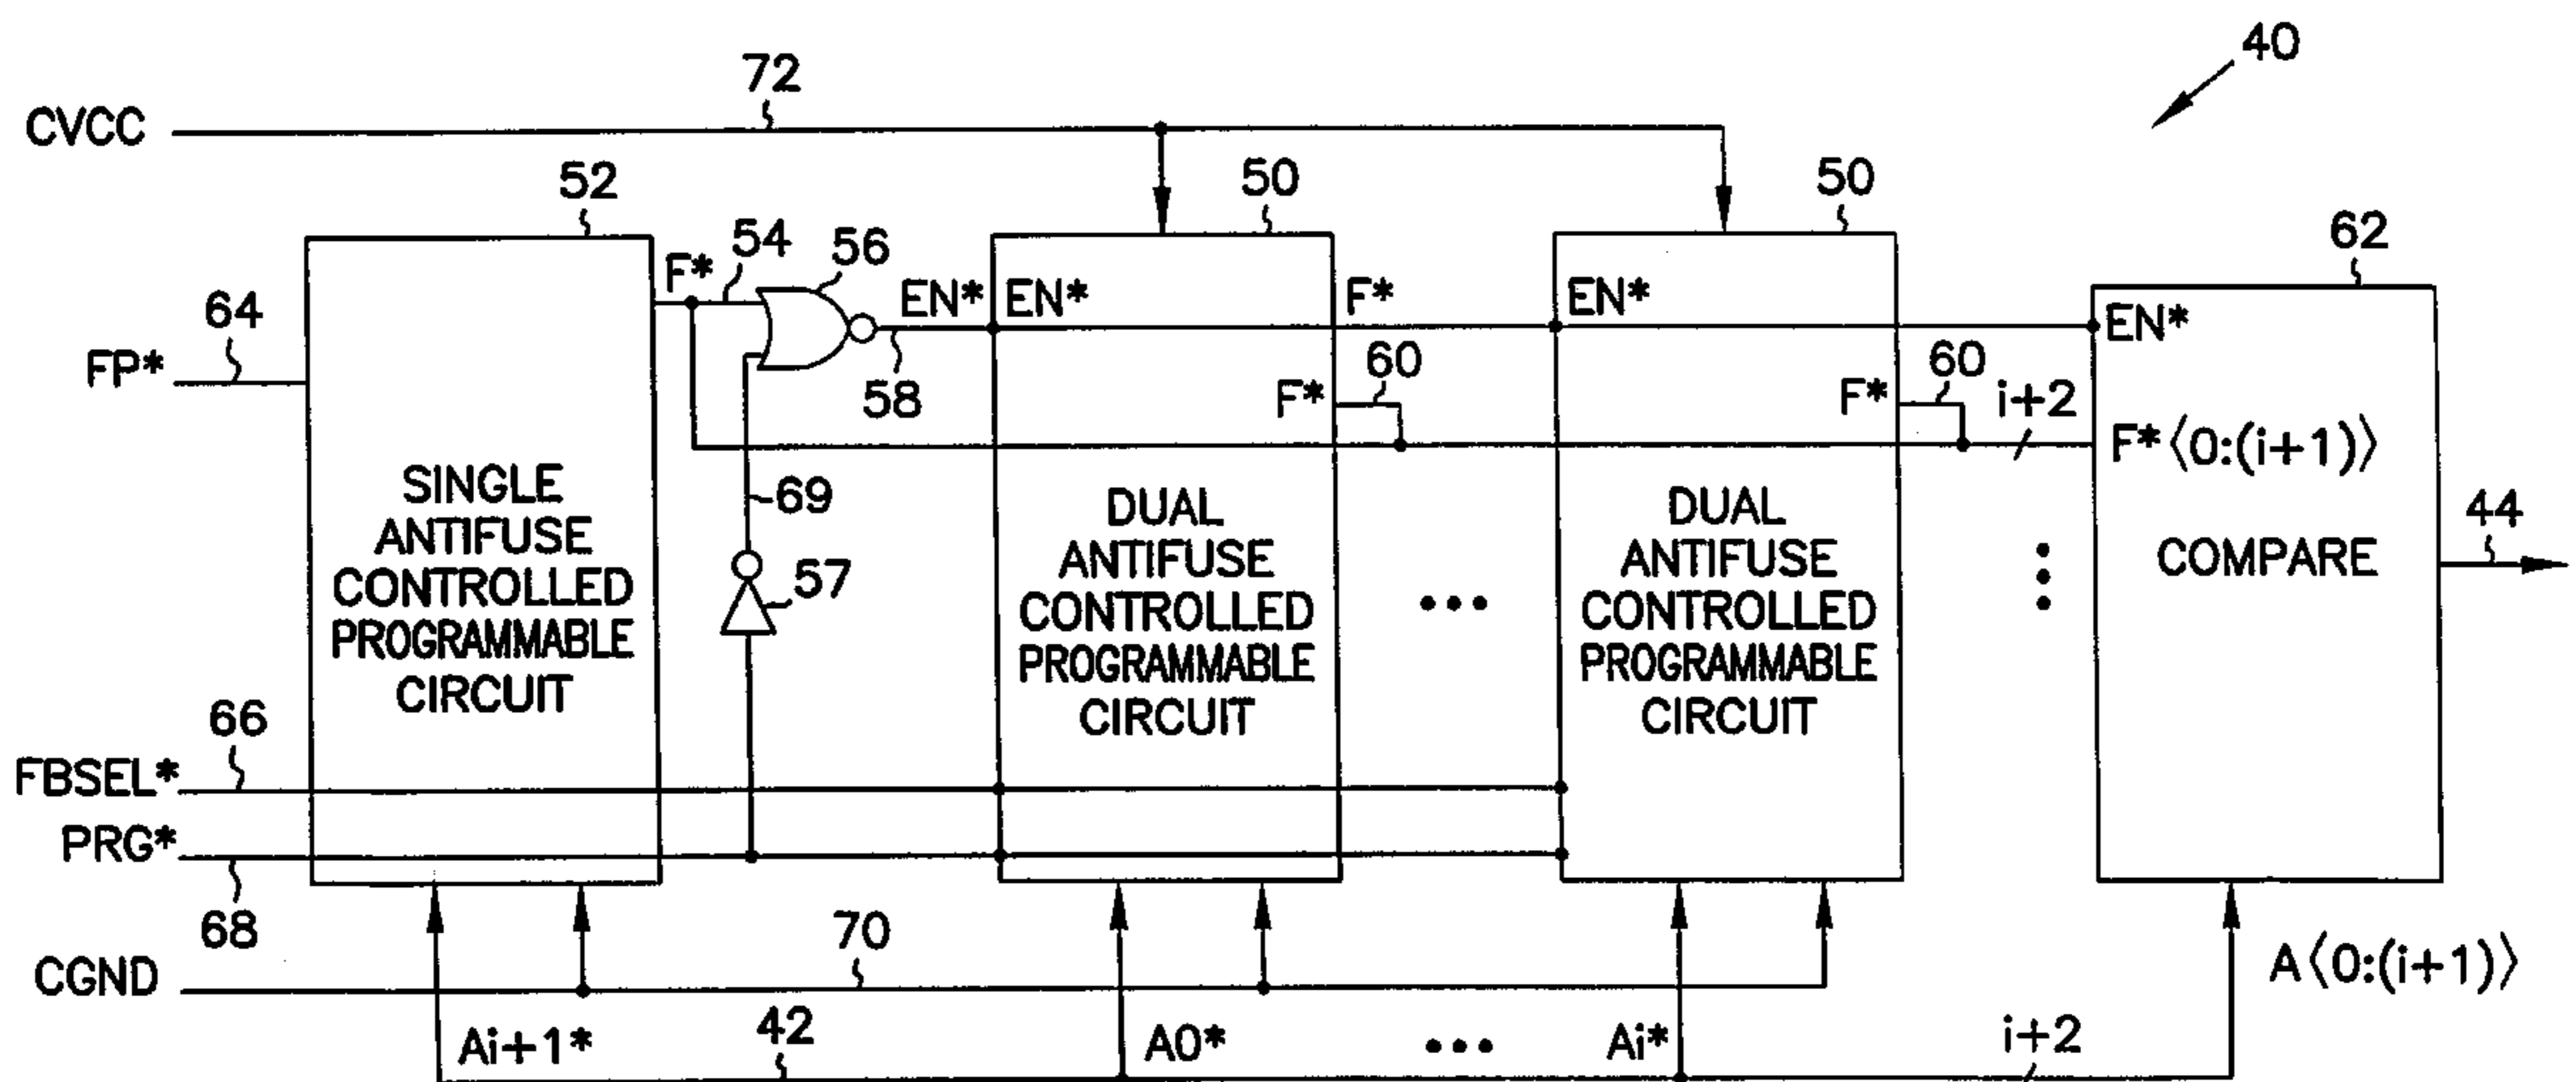 40
72
CVCC
52
50
50
62
F*
54
56
EN*
EN*
F*
EN*
EN*
64
FP*
58
F*
60
F*
60
i+2
F*⟨0:(i+1)⟩
SINGLE
ANTIFUSE
CONTROLLED
PROGRAMMABLE
CIRCUIT
69
57
DUAL
ANTIFUSE
CONTROLLED
PROGRAMMABLE
CIRCUIT
•••
DUAL
ANTIFUSE
CONTROLLED
PROGRAMMABLE
CIRCUIT
COMPARE
44
66
FBSEL*
PRG*
68
CGND
70
A⟨0:(i+1)⟩
Ai+1*
42
A0*
•••
Ai*
i+2